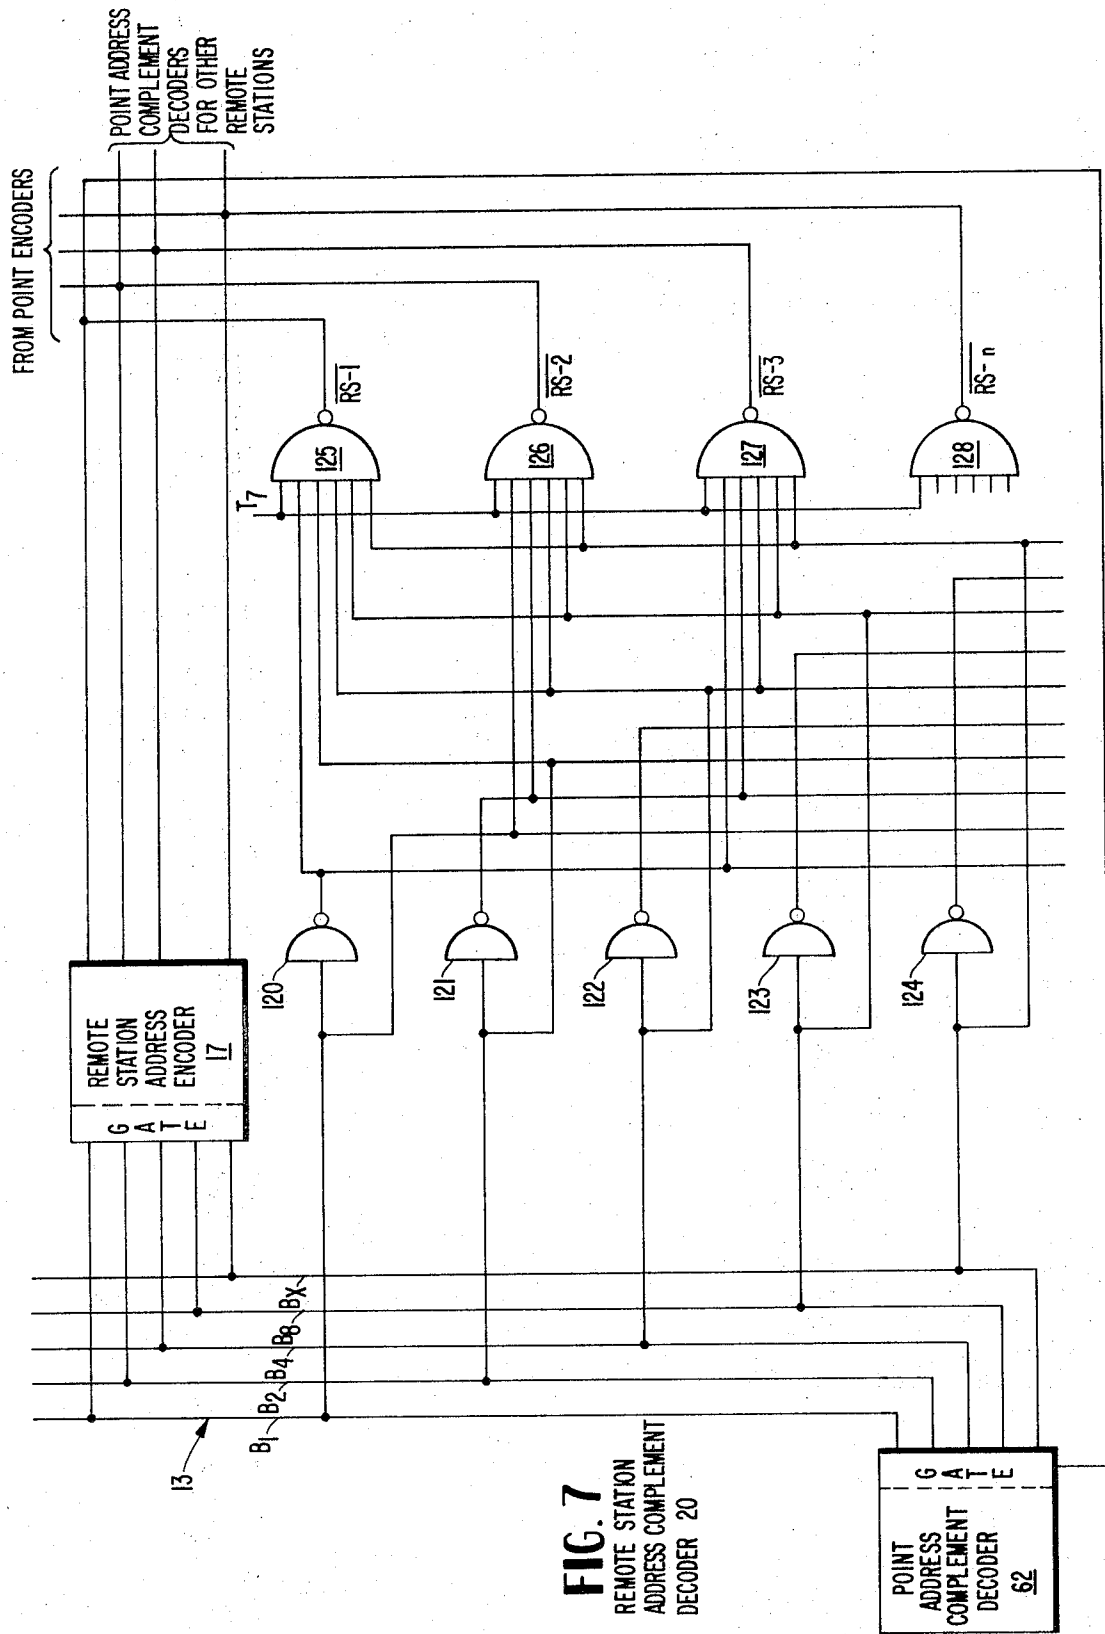 FROM POINT ENCODERS
POINT ADDRESS
COMPLEMENT
DECODERS
FOR OTHER
REMOTE
STATIONS
REMOTE
STATION
ADDRESS
ENCODER
17
GATE
T7
RS-1
RS-2
RS-3
RS-n
125
126
127
128
120
121
122
123
124
13
B1
B2
B4
B8
BX
FIG. 7
REMOTE STATION
ADDRESS COMPLEMENT
DECODER 20
GATE
POINT
ADDRESS
COMPLEMENT
DECODER
62